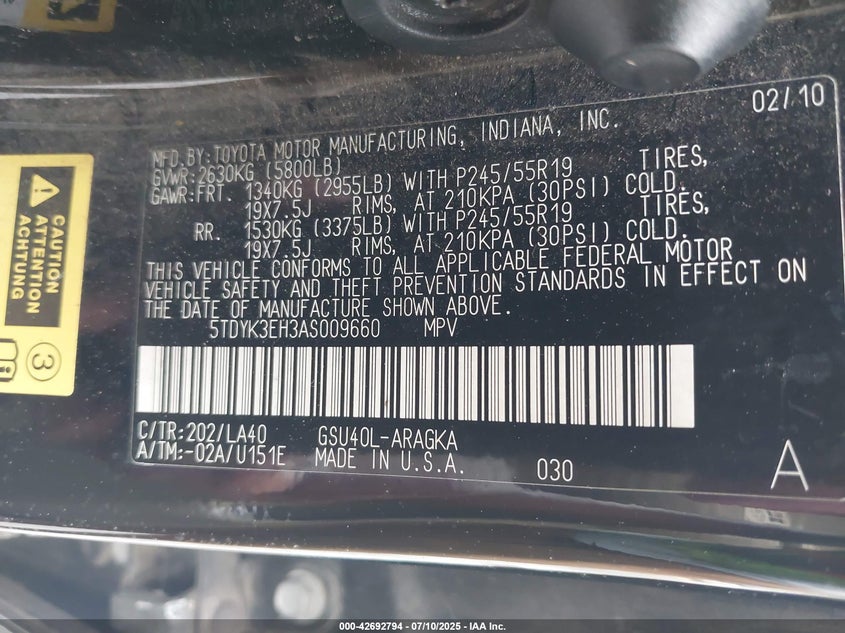 02/10
MFD.BY:TOYOTA MOTOR MANUFACTURING, INDIANA, INC.
GVWR:2630KG (5800LB)
GAWR:FRT. 1340KG (2955LB) WITH P245/55R19 TIRES,
19X7.5J RIMS, AT 210KPA (30PSI) COLD.
RR. 1530KG (3375LB) WITH P245/55R19 TIRES,
19X7.5J RIMS, AT 210KPA (30PSI) COLD.
THIS VEHICLE CONFORMS TO ALL APPLICABLE FEDERAL MOTOR
VEHICLE SAFETY AND THEFT PREVENTION STANDARDS IN EFFECT ON
THE DATE OF MANUFACTURE SHOWN ABOVE.
5TDYK3EH3AS009660 MPV
C/TR:202/LA40 GSU40L-ARAGKA
A/TM:-02A/U151E MADE IN U.S.A. 030 A
CAUTION
ATTENTION
ACHTUNG
3
000-42692794 - 07/10/2025 - IAA Inc.